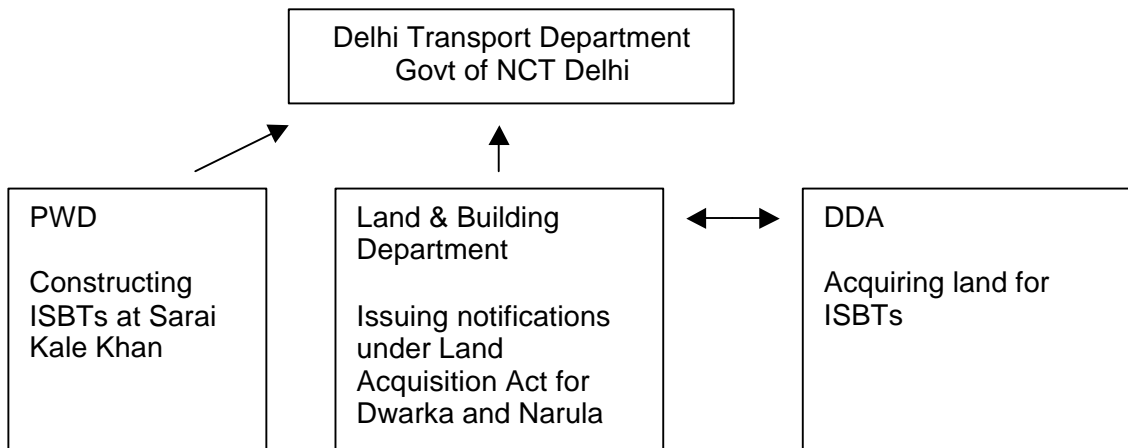 Delhi Transport Department
Govt of NCT Delhi
PWD
Constructing
ISBTs at Sarai
Kale Khan
Land & Building
Department
Issuing notifications
under Land
Acquisition Act for
Dwarka and Narula
DDA
Acquiring land for
ISBTs